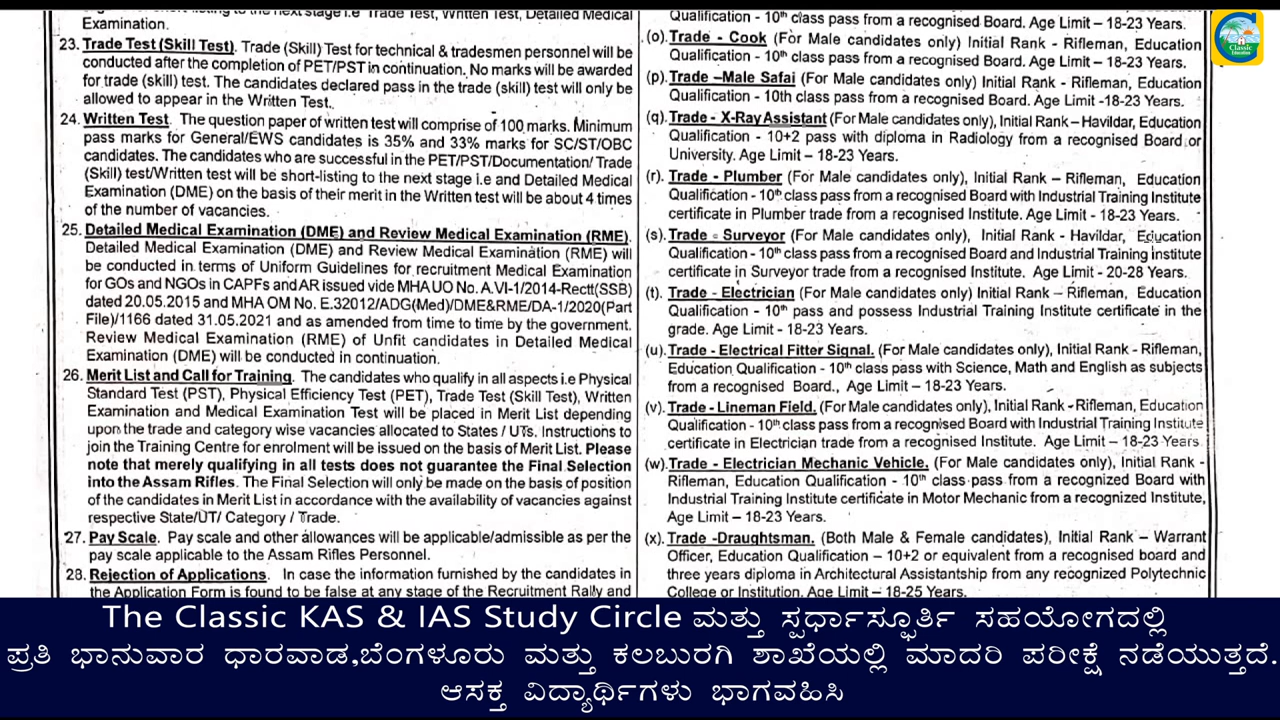 short-listing to the next stage i.e Trade Test, Written Test, Detailed Medical
Examination.
23. Trade Test (Skill Test). Trade (Skill) Test for technical & tradesmen personnel will be
conducted after the completion of PET/PST in continuation. No marks will be awarded
for trade (skill) test. The candidates declared pass in the trade (skill) test will only be
allowed to appear in the Written Test.
24. Written Test. The question paper of written test will comprise of 100 marks. Minimum
pass marks for General/EWS candidates is 35% and 33% marks for SC/ST/OBC
candidates. The candidates who are successful in the PET/PST/Documentation/ Trade
(Skill) test/Written test will be short-listing to the next stage i.e and Detailed Medical
Examination (DME) on the basis of their merit in the Written test will be about 4 times
of the number of vacancies.
25. Detailed Medical Examination (DME) and Review Medical Examination (RME).
Detailed Medical Examination (DME) and Review Medical Examination (RME) will
be conducted in terms of Uniform Guidelines for recruitment Medical Examination
for GOs and NGOs in CAPFs and AR issued vide MHA UO No. A.VI-1/2014-Rectt(SSB)
dated 20.05.2015 and MHA OM No. E.32012/ADG(Med)/DME&RME/DA-1/2020(Part
File)/1166 dated 31.05.2021 and as amended from time to time by the government.
Review Medical Examination (RME) of Unfit candidates in Detailed Medical
Examination (DME) will be conducted in continuation.
26. Merit List and Call for Training. The candidates who qualify in all aspects i.e Physical
Standard Test (PST), Physical Efficiency Test (PET), Trade Test (Skill Test), Written
Examination and Medical Examination Test will be placed in Merit List depending
upon the trade and category wise vacancies allocated to States / UTs. Instructions to
join the Training Centre for enrolment will be issued on the basis of Merit List. Please
note that merely qualifying in all tests does not guarantee the Final Selection
into the Assam Rifles. The Final Selection will only be made on the basis of position
of the candidates in Merit List in accordance with the availability of vacancies against
respective State/UT/ Category / Trade.
27. Pay Scale. Pay scale and other allowances will be applicable/admissible as per the
pay scale applicable to the Assam Rifles Personnel.
28. Rejection of Applications. In case the information furnished by the candidates in
the Application Form is found to be false at any stage of the Recruitment Rally and
Qualification - 10th class pass from a recognised Board. Age Limit – 18-23 Years.
(o). Trade - Cook (For Male candidates only) Initial Rank - Rifleman, Education
Qualification - 10th class pass from a recognised Board. Age Limit – 18-23 Years.
(p). Trade –Male Safai (For Male candidates only) Initial Rank - Rifleman, Education
Qualification - 10th class pass from a recognised Board. Age Limit -18-23 Years.
(q). Trade - X-Ray Assistant (For Male candidates only), Initial Rank – Havildar, Education
Qualification - 10+2 pass with diploma in Radiology from a recognised Board or
University. Age Limit – 18-23 Years.
(r). Trade - Plumber (For Male candidates only), Initial Rank – Rifleman, Education
Qualification - 10th class pass from a recognised Board with Industrial Training Institute
certificate in Plumber trade from a recognised Institute. Age Limit - 18-23 Years.
(s). Trade - Surveyor (For Male candidates only), Initial Rank - Havildar, Education
Qualification - 10th class pass from a recognised Board and Industrial Training institute
certificate in Surveyor trade from a recognised Institute. Age Limit - 20-28 Years.
(t). Trade - Electrician (For Male candidates only) Initial Rank – Rifleman, Education
Qualification - 10th pass and possess Industrial Training Institute certificate in the
grade. Age Limit - 18-23 Years.
(u). Trade - Electrical Fitter Signal. (For Male candidates only), Initial Rank - Rifleman,
Education Qualification - 10th class pass with Science, Math and English as subjects
from a recognised Board., Age Limit – 18-23 Years.
(v). Trade - Lineman Field. (For Male candidates only), Initial Rank - Rifleman, Education
Qualification - 10th class pass from a recognised Board with Industrial Training Institute
certificate in Electrician trade from a recognised Institute. Age Limit – 18-23 Years.
(w). Trade - Electrician Mechanic Vehicle. (For Male candidates only), Initial Rank -
Rifleman, Education Qualification - 10th class pass from a recognized Board with
Industrial Training Institute certificate in Motor Mechanic from a recognized Institute,
Age Limit – 18-23 Years.
(x). Trade -Draughtsman. (Both Male & Female candidates), Initial Rank – Warrant
Officer, Education Qualification – 10+2 or equivalent from a recognised board and
three years diploma in Architectural Assistantship from any recognized Polytechnic
College or Institution. Age Limit - 18-25 Years.
Classic
Education
The Classic KAS & IAS Study Circle ಮತ್ತು ಸ್ಪರ್ಧಾಸ್ಫೂರ್ತಿ ಸಹಯೋಗದಲ್ಲಿ
ಪ್ರತಿ ಭಾನುವಾರ ಧಾರವಾಡ,ಬೆಂಗಳೂರು ಮತ್ತು ಕಲಬುರಗಿ ಶಾಖೆಯಲ್ಲಿ ಮಾದರಿ ಪರೀಕ್ಷೆ ನಡೆಯುತ್ತದೆ.
ಆಸಕ್ತ ವಿದ್ಯಾರ್ಥಿಗಳು ಭಾಗವಹಿಸಿ